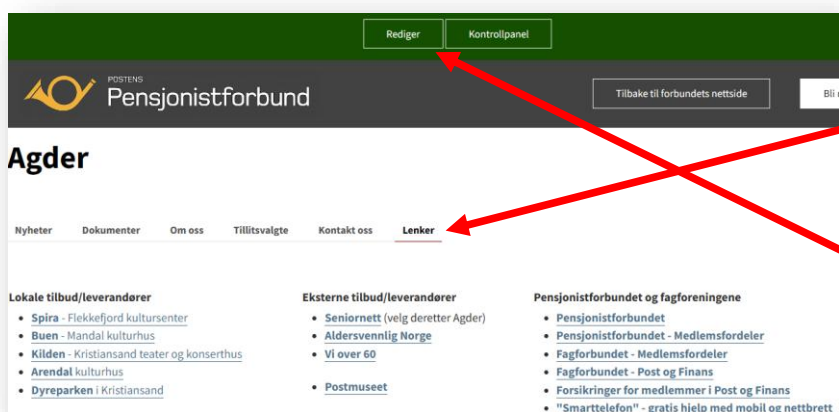 Rediger Kontrollpanel
POSTENS
Pensjonistforbund
Tilbake til forbundets nettside
Bli
Agder
Nyheter Dokumenter Om oss Tillitsvalgte Kontakt oss Lenker
Lokale tilbud/leverandører
Spira - Flekkefjord kultursenter
Buen - Mandal kulturhus
Kilden - Kristiansand teater og konserthus
Arendal kulturhus
Dyreparken i Kristiansand
Eksterne tilbud/leverandører
Seniornett (velg deretter Agder)
Aldersvennlig Norge
Vi over 60
Postmuseet
Pensjonistforbundet og fagforeningene
Pensjonistforbundet
Pensjonistforbundet - Medlemsfordeler
Fagforbundet - Medlemsfordeler
Fagforbundet - Post og Finans
Forsikringer for medlemmer i Post og Finans
"Smarttelefon" - gratis hjelp med mobil og nettbrett